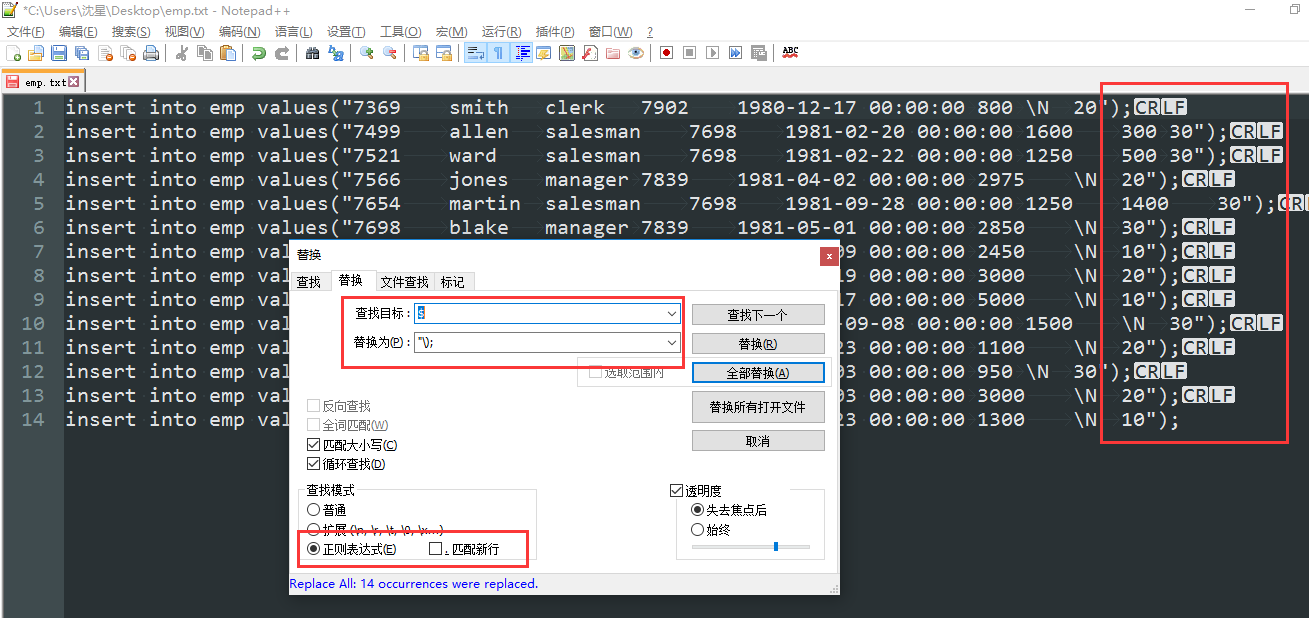 *C:\Users\沈星\Desktop\emp.txt - Notepad++
文件(F) 编辑(E) 搜索(S) 视图(V) 编码(N) 语言(L) 设置(T) 工具(O) 宏(M) 运行(R) 插件(P) 窗口(W) ?
ABC
emp.txt
1 insert into emp values("7369 smith clerk 7902 1980-12-17 00:00:00 800 \N 20");CRLF
2 insert into emp values("7499 allen salesman 7698 1981-02-20 00:00:00 1600 300 30");CRLF
3 insert into emp values("7521 ward salesman 7698 1981-02-22 00:00:00 1250 500 30");CRLF
4 insert into emp values("7566 jones manager 7839 1981-04-02 00:00:00 2975 \N 20");CRLF
5 insert into emp values("7654 martin salesman 7698 1981-09-28 00:00:00 1250 1400 30");CR
6 insert into emp values("7698 blake manager 7839 1981-05-01 00:00:00 2850 \N 30");CRLF
7 insert into emp val 09 00:00:00 2450 \N 10");CRLF
8 insert into emp val 19 00:00:00 3000 \N 20");CRLF
9 insert into emp val 17 00:00:00 5000 \N 10");CRLF
10 insert into emp val -09-08 00:00:00 1500 \N 30");CRLF
11 insert into emp val 23 00:00:00 1100 \N 20");CRLF
12 insert into emp val 03 00:00:00 950 \N 30");CRLF
13 insert into emp val 03 00:00:00 3000 \N 20");CRLF
14 insert into emp val 23 00:00:00 1300 \N 10");
替换
查找 替换 文件查找 标记
查找目标: $
查找下一个
替换为(P): "\);
替换(R)
选取范围内
全部替换(A)
替换所有打开文件
取消
反向查找
全词匹配(W)
匹配大小写(C)
循环查找(D)
查找模式
普通
扩展 (\n, \r, \t, \0, \x...)
正则表达式(E) . 匹配新行
透明度
失去焦点后
始终
Replace All: 14 occurrences were replaced.